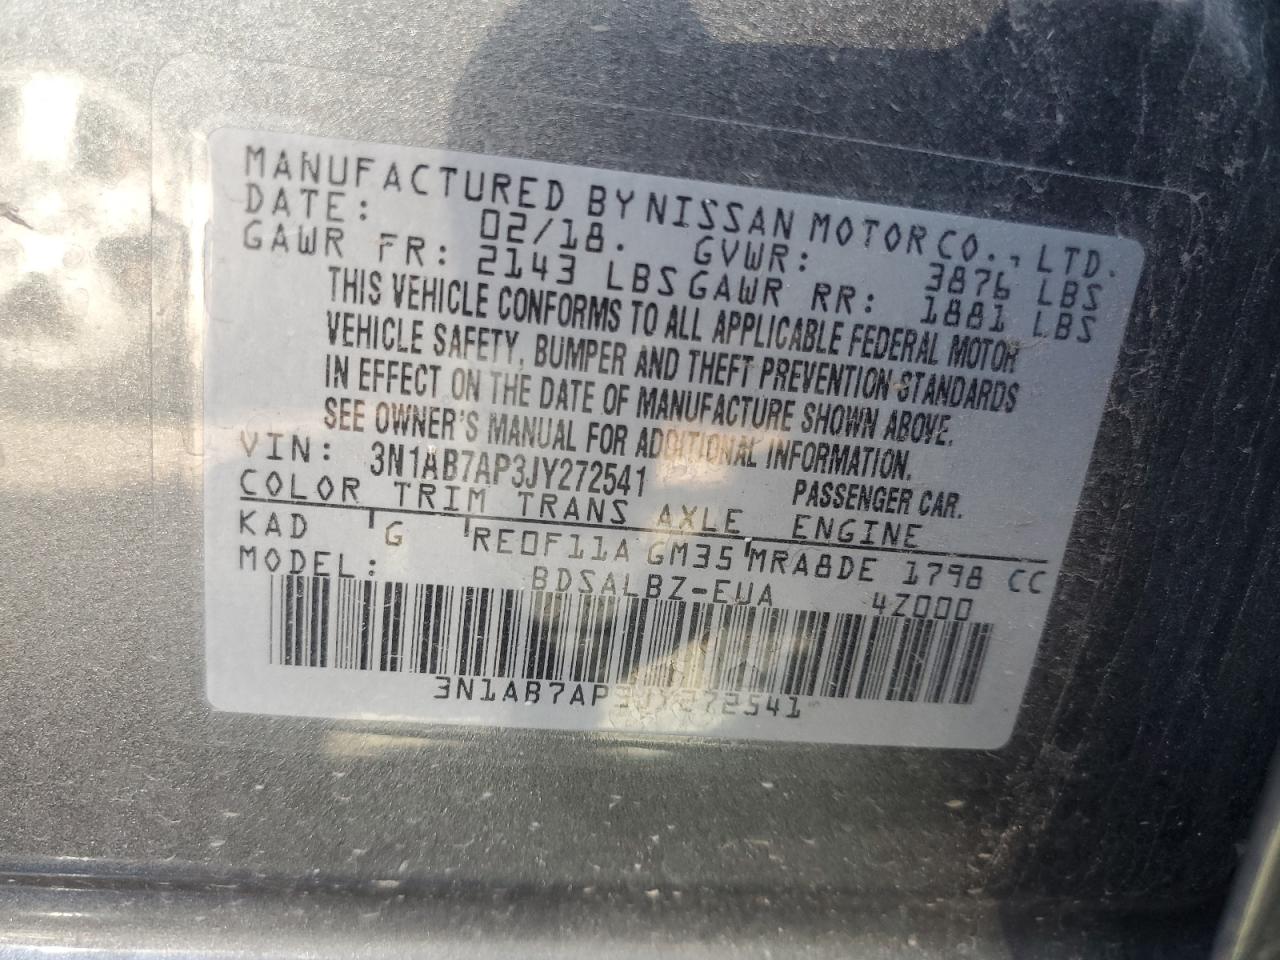 MANUFACTURED BY NISSAN MOTOR CO., LTD.
DATE: 02/18. GVWR: 3876 LBS
GAWR FR: 2143 LBS GAWR RR: 1881 LBS
THIS VEHICLE CONFORMS TO ALL APPLICABLE FEDERAL MOTOR
VEHICLE SAFETY, BUMPER AND THEFT PREVENTION STANDARDS
IN EFFECT ON THE DATE OF MANUFACTURE SHOWN ABOVE.
SEE OWNER'S MANUAL FOR ADDITIONAL INFORMATION.
VIN: 3N1AB7AP3JY272541 PASSENGER CAR.
COLOR TRIM TRANS AXLE ENGINE
KAD G RE0F11A GM35 MRA8DE 1798 CC
MODEL: BDSALBZ-EUA 4Z000
3N1AB7AP3JY272541